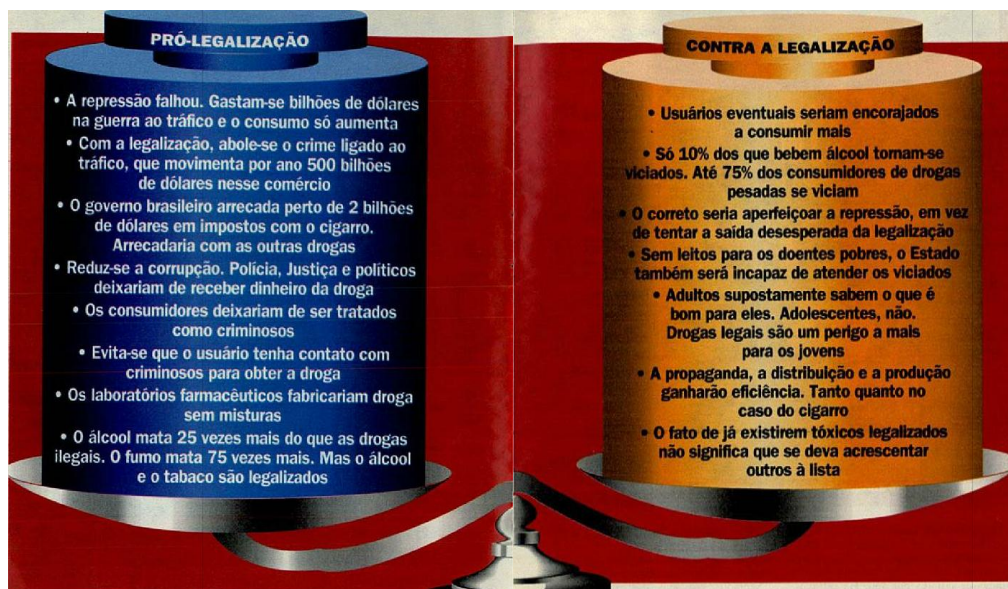 PRÓ-LEGALIZAÇÃO
• A repressão falhou. Gastam-se bilhões de dólares
na guerra ao tráfico e o consumo só aumenta
• Com a legalização, abole-se o crime ligado ao
tráfico, que movimenta por ano 500 bilhões
de dólares nesse comércio
• O governo brasileiro arrecada perto de 2 bilhões
de dólares em impostos com o cigarro.
Arrecadaria com as outras drogas
• Reduz-se a corrupção. Polícia, Justiça e políticos
deixariam de receber dinheiro da droga
• Os consumidores deixariam de ser tratados
como criminosos
• Evita-se que o usuário tenha contato com
criminosos para obter a droga
• Os laboratórios farmacêuticos fabricariam droga
sem misturas
• O álcool mata 25 vezes mais do que as drogas
ilegais. O fumo mata 75 vezes mais. Mas o álcool
e o tabaco são legalizados
CONTRA A LEGALIZAÇÃO
• Usuários eventuais seriam encorajados
a consumir mais
• Só 10% dos que bebem álcool tornam-se
viciados. Até 75% dos consumidores de drogas
pesadas se viciam
• O correto seria aperfeiçoar a repressão, em vez
de tentar a saída desesperada da legalização
• Sem leitos para os doentes pobres, o Estado
também será incapaz de atender os viciados
• Adultos supostamente sabem o que é
bom para eles. Adolescentes, não.
Drogas legais são um perigo a mais
para os jovens
• A propaganda, a distribuição e a produção
ganharão eficiência. Tanto quanto no
caso do cigarro
• O fato de já existirem tóxicos legalizados
não significa que se deva acrescentar
outros à lista